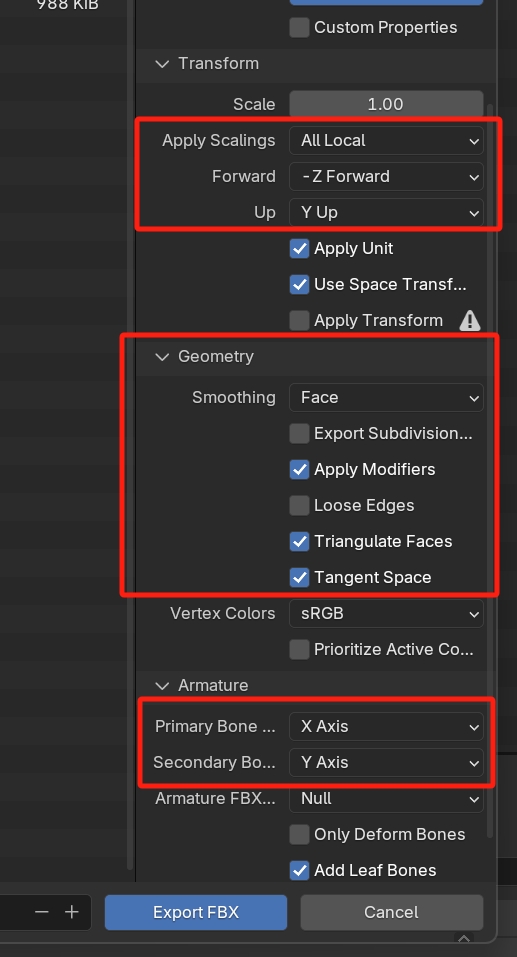 988 KiB
Custom Properties
Transform
Scale 1.00
Apply Scalings All Local
Forward -Z Forward
Up Y Up
Apply Unit
Use Space Transf...
Apply Transform
Geometry
Smoothing Face
Export Subdivision...
Apply Modifiers
Loose Edges
Triangulate Faces
Tangent Space
Vertex Colors sRGB
Prioritize Active Co...
Armature
Primary Bone ... X Axis
Secondary Bo... Y Axis
Armature FBX... Null
Only Deform Bones
Add Leaf Bones
Export FBX Cancel